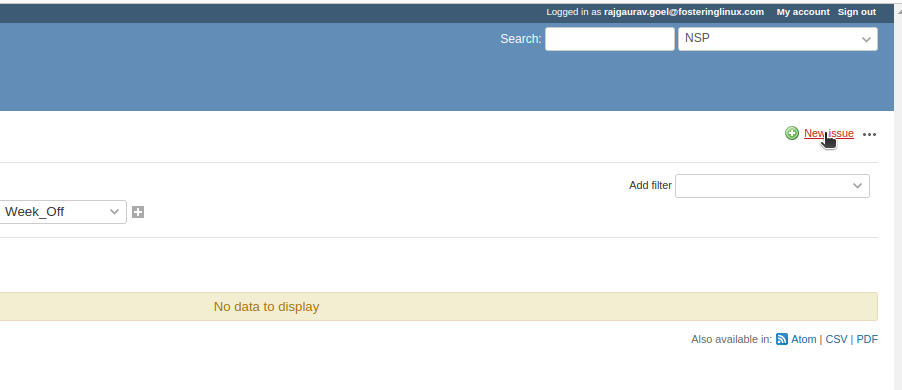 Logged in as rajgaurav.goel@fosteringlinux.com My account Sign out
Search: NSP
New issue
Add filter
Week_Off
No data to display
Also available in: Atom | CSV | PDF